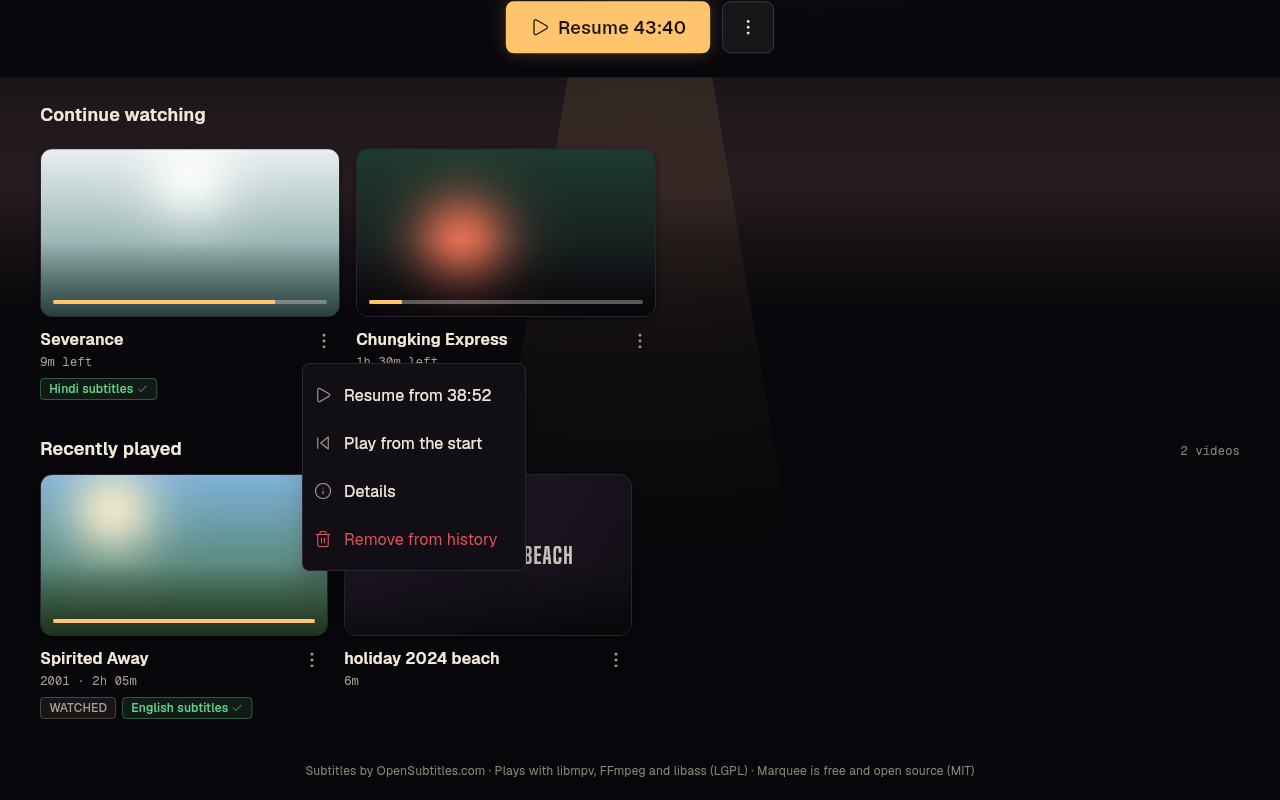 Resume 43:40
Continue watching
Severance
9m left
Hindi subtitles
Chungking Express
1h 30m left
Resume from 38:52
Play from the start
Details
Remove from history
Recently played
2 videos
BEACH
Spirited Away
2001 · 2h 05m
WATCHED
English subtitles
holiday 2024 beach
6m
Subtitles by OpenSubtitles.com · Plays with libmpv, FFmpeg and libass (LGPL) · Marquee is free and open source (MIT)